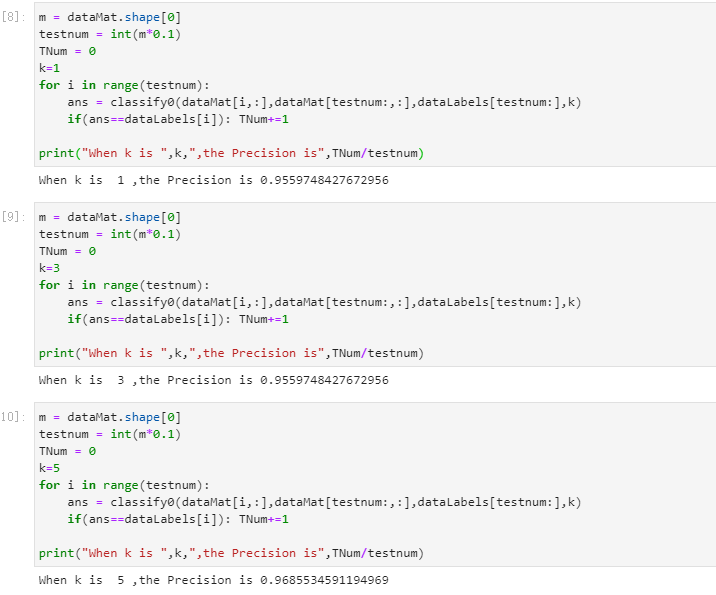 [8]:
m = dataMat.shape[0]
testnum = int(m*0.1)
TNum = 0
k=1
for i in range(testnum):
    ans = classify0(dataMat[i,:],dataMat[testnum:,:],dataLabels[testnum:],k)
    if(ans==dataLabels[i]): TNum+=1

print("When k is ",k,",the Precision is",TNum/testnum)
When k is  1 ,the Precision is 0.9559748427672956
[9]:
m = dataMat.shape[0]
testnum = int(m*0.1)
TNum = 0
k=3
for i in range(testnum):
    ans = classify0(dataMat[i,:],dataMat[testnum:,:],dataLabels[testnum:],k)
    if(ans==dataLabels[i]): TNum+=1

print("When k is ",k,",the Precision is",TNum/testnum)
When k is  3 ,the Precision is 0.9559748427672956
10]:
m = dataMat.shape[0]
testnum = int(m*0.1)
TNum = 0
k=5
for i in range(testnum):
    ans = classify0(dataMat[i,:],dataMat[testnum:,:],dataLabels[testnum:],k)
    if(ans==dataLabels[i]): TNum+=1

print("When k is ",k,",the Precision is",TNum/testnum)
When k is  5 ,the Precision is 0.9685534591194969